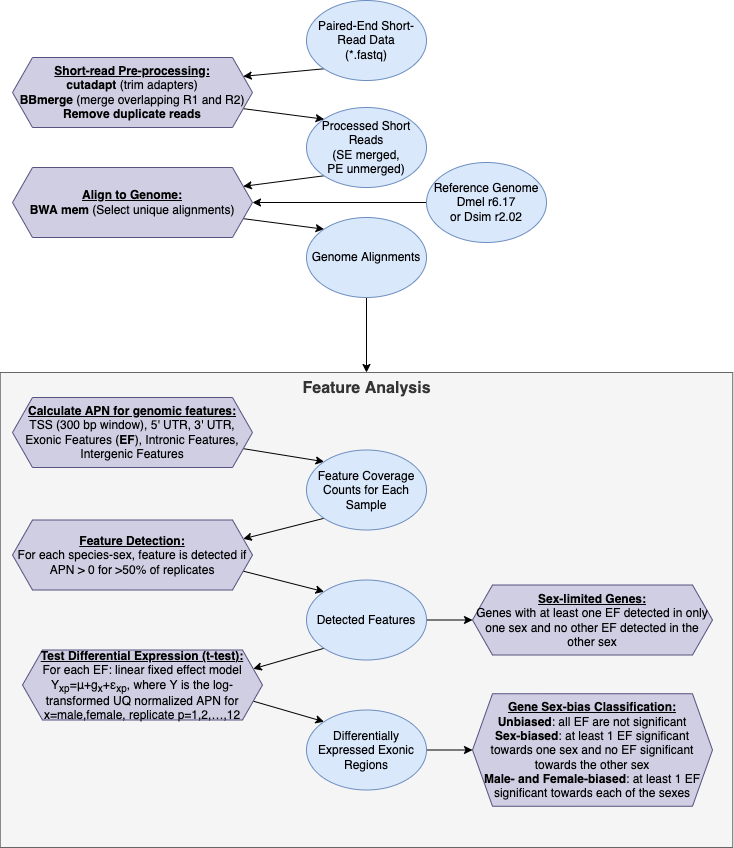 Paired-End Short-
Read Data
(*.fastq)
Short-read Pre-processing:
cutadapt (trim adapters)
BBmerge (merge overlapping R1 and R2)
Remove duplicate reads
Processed Short
Reads
(SE merged,
PE unmerged)
Align to Genome:
BWA mem (Select unique alignments)
Reference Genome
Dmel r6.17
or Dsim r2.02
Genome Alignments
Feature Analysis
Calculate APN for genomic features:
TSS (300 bp window), 5' UTR, 3' UTR,
Exonic Features (EF), Intronic Features,
Intergenic Features
Feature Coverage
Counts for Each
Sample
Feature Detection:
For each species-sex, feature is detected if
APN > 0 for >50% of replicates
Detected Features
Sex-limited Genes:
Genes with at least one EF detected in only
one sex and no other EF detected in the
other sex
Test Differential Expression (t-test):
For each EF: linear fixed effect model
Yxp=μ+gx+εxp, where Y is the log-
transformed UQ normalized APN for
x=male,female, replicate p=1,2,...,12
Differentially
Expressed Exonic
Regions
Gene Sex-bias Classification:
Unbiased: all EF are not significant
Sex-biased: at least 1 EF significant
towards one sex and no EF significant
towards the other sex
Male- and Female-biased: at least 1 EF
significant towards each of the sexes